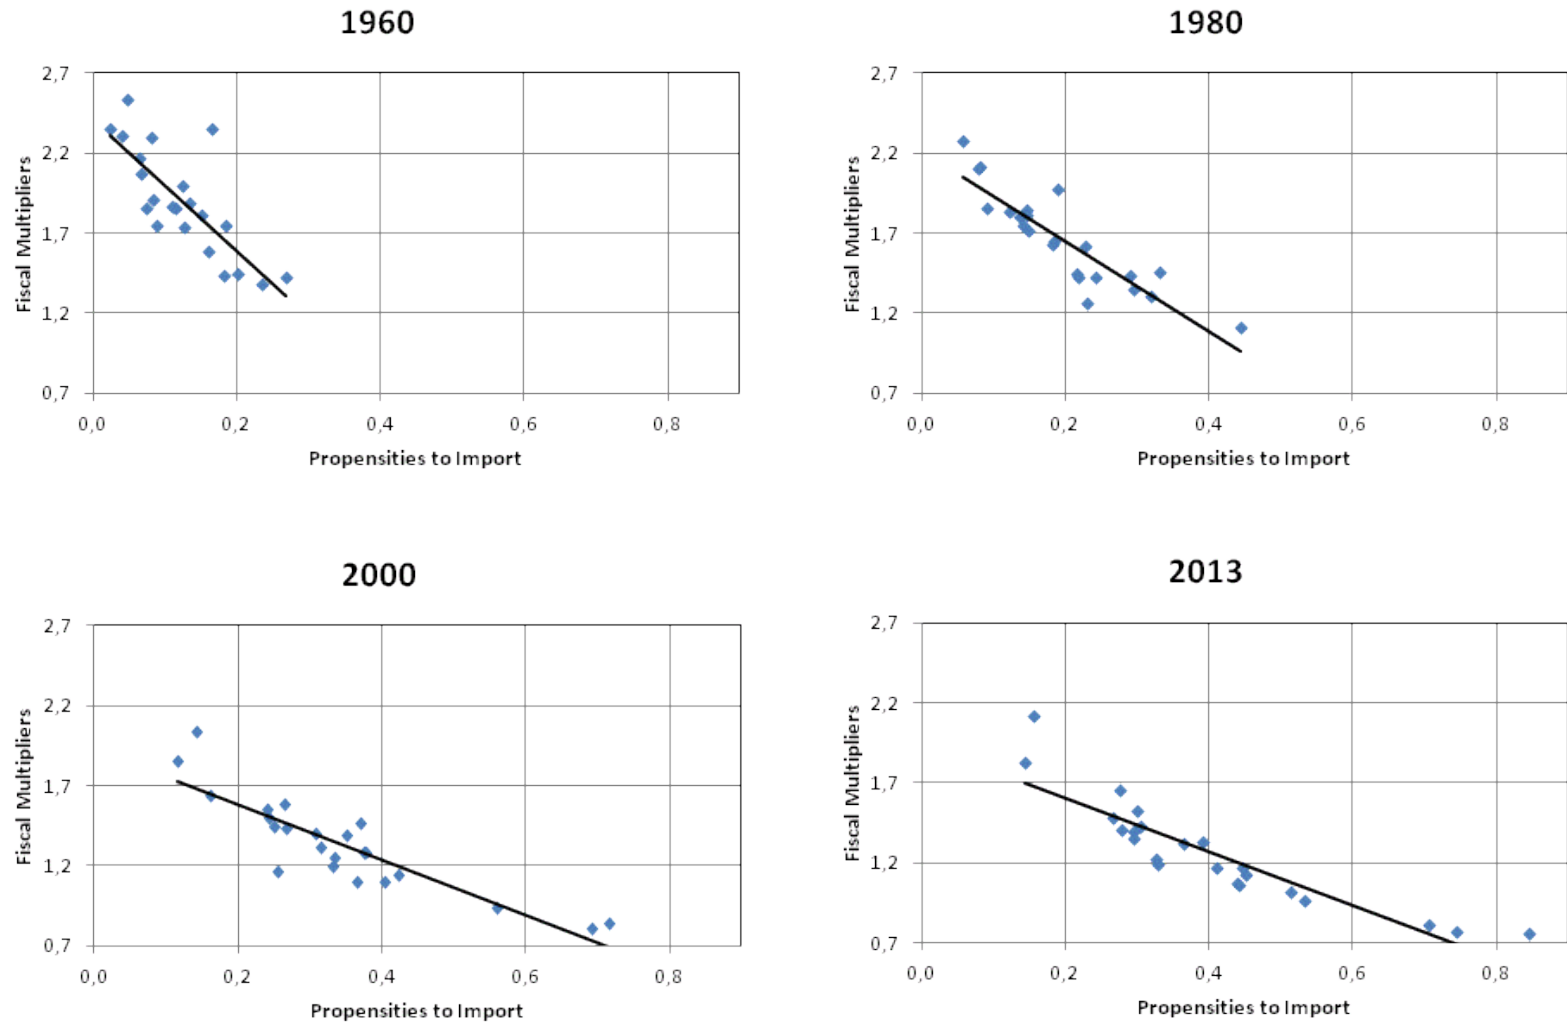 1960
2,7
2,2
1,7
1,2
0,7
Fiscal Multipliers
0,0 0,2 0,4 0,6 0,8
Propensities to Import
1980
2,7
2,2
1,7
1,2
0,7
Fiscal Multipliers
0,0 0,2 0,4 0,6 0,8
Propensities to Import
2000
2,7
2,2
1,7
1,2
0,7
Fiscal Multipliers
0,0 0,2 0,4 0,6 0,8
Propensities to Import
2013
2,7
2,2
1,7
1,2
0,7
Fiscal Multipliers
0,0 0,2 0,4 0,6 0,8
Propensities to Import